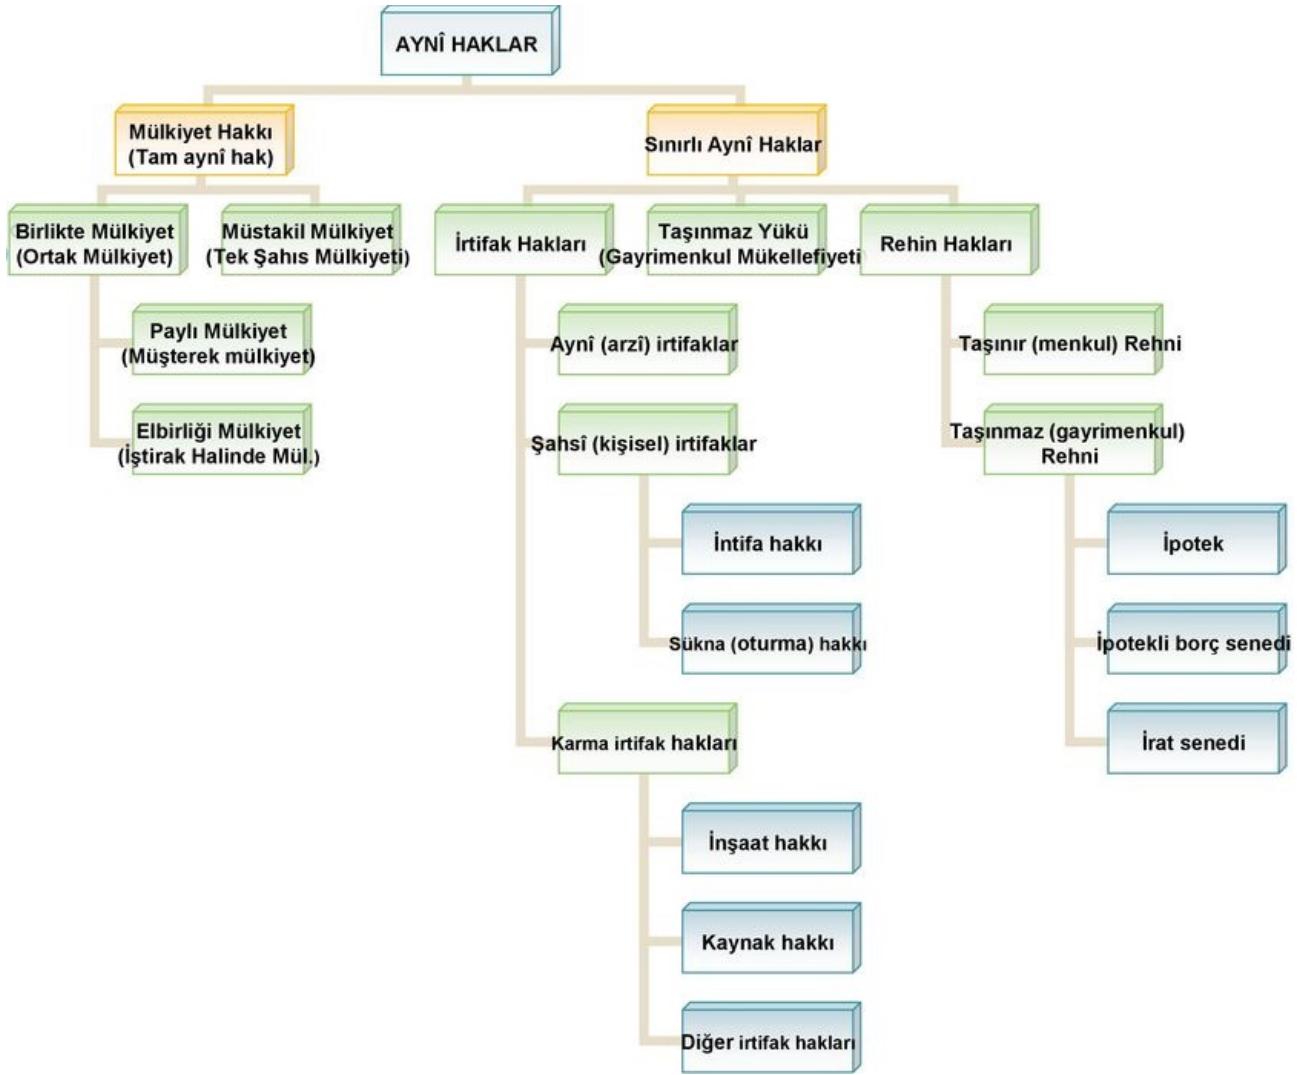 AYNÎ HAKLAR
Mülkiyet Hakkı
(Tam aynî hak)
Sınırlı Aynî Haklar
Birlikte Mülkiyet
(Ortak Mülkiyet)
Müstakil Mülkiyet
(Tek Şahıs Mülkiyeti)
İrtifak Hakları
Taşınmaz Yükü
(Gayrimenkul Mükellefiyeti)
Rehin Hakları
Paylı Mülkiyet
(Müşterek mülkiyet)
Elbirliği Mülkiyet
(İştirak Halinde Mül.)
Aynî (arzî) irtifaklar
Şahsî (kişisel) irtifaklar
İntifa hakkı
Sükna (oturma) hakkı
Karma irtifak hakları
İnşaat hakkı
Kaynak hakkı
Diğer irtifak hakları
Taşınır (menkul) Rehni
Taşınmaz (gayrimenkul)
Rehni
İpotek
İpotekli borç senedi
İrat senedi